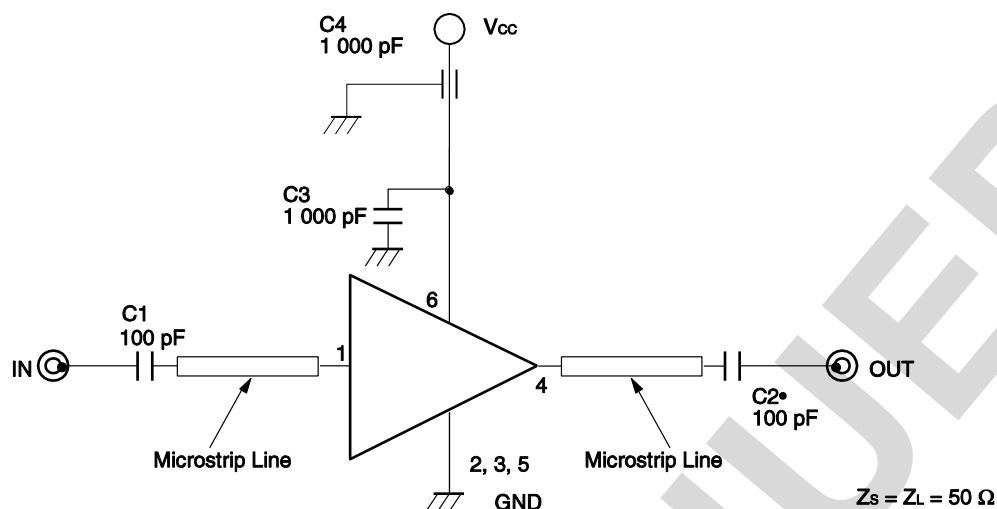 C4
1 000 pF
Vcc
C3
1 000 pF
6
C1
100 pF
IN
1
4
OUT
C2
100 pF
Microstrip Line
Microstrip Line
2, 3, 5
GND
ZS = ZL = 50 Ω